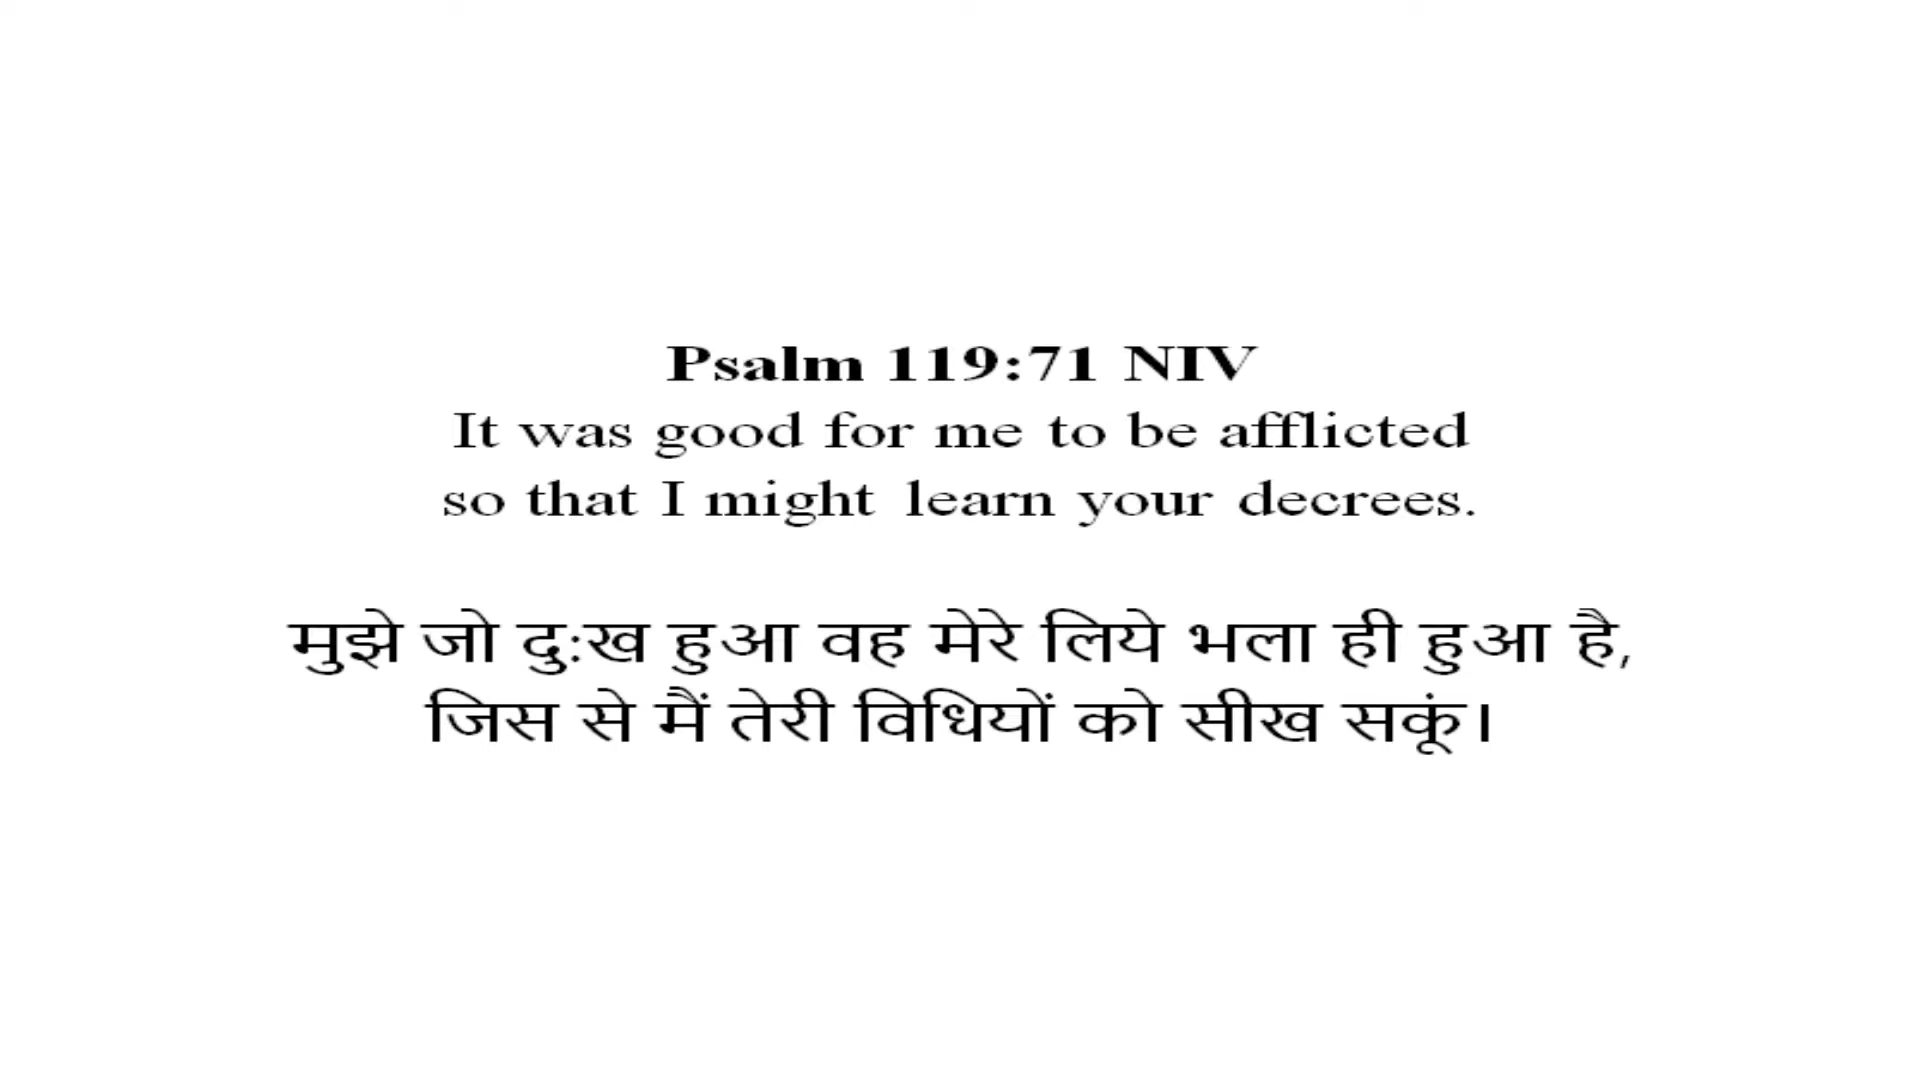 Psalm 119:71 NIV
It was good for me to be afflicted
so that I might learn your decrees.
मुझे जो दु:ख हुआ वह मेरे लिये भला ही हुआ है,
जिस से मैं तेरी विधियों को सीख सकूं।